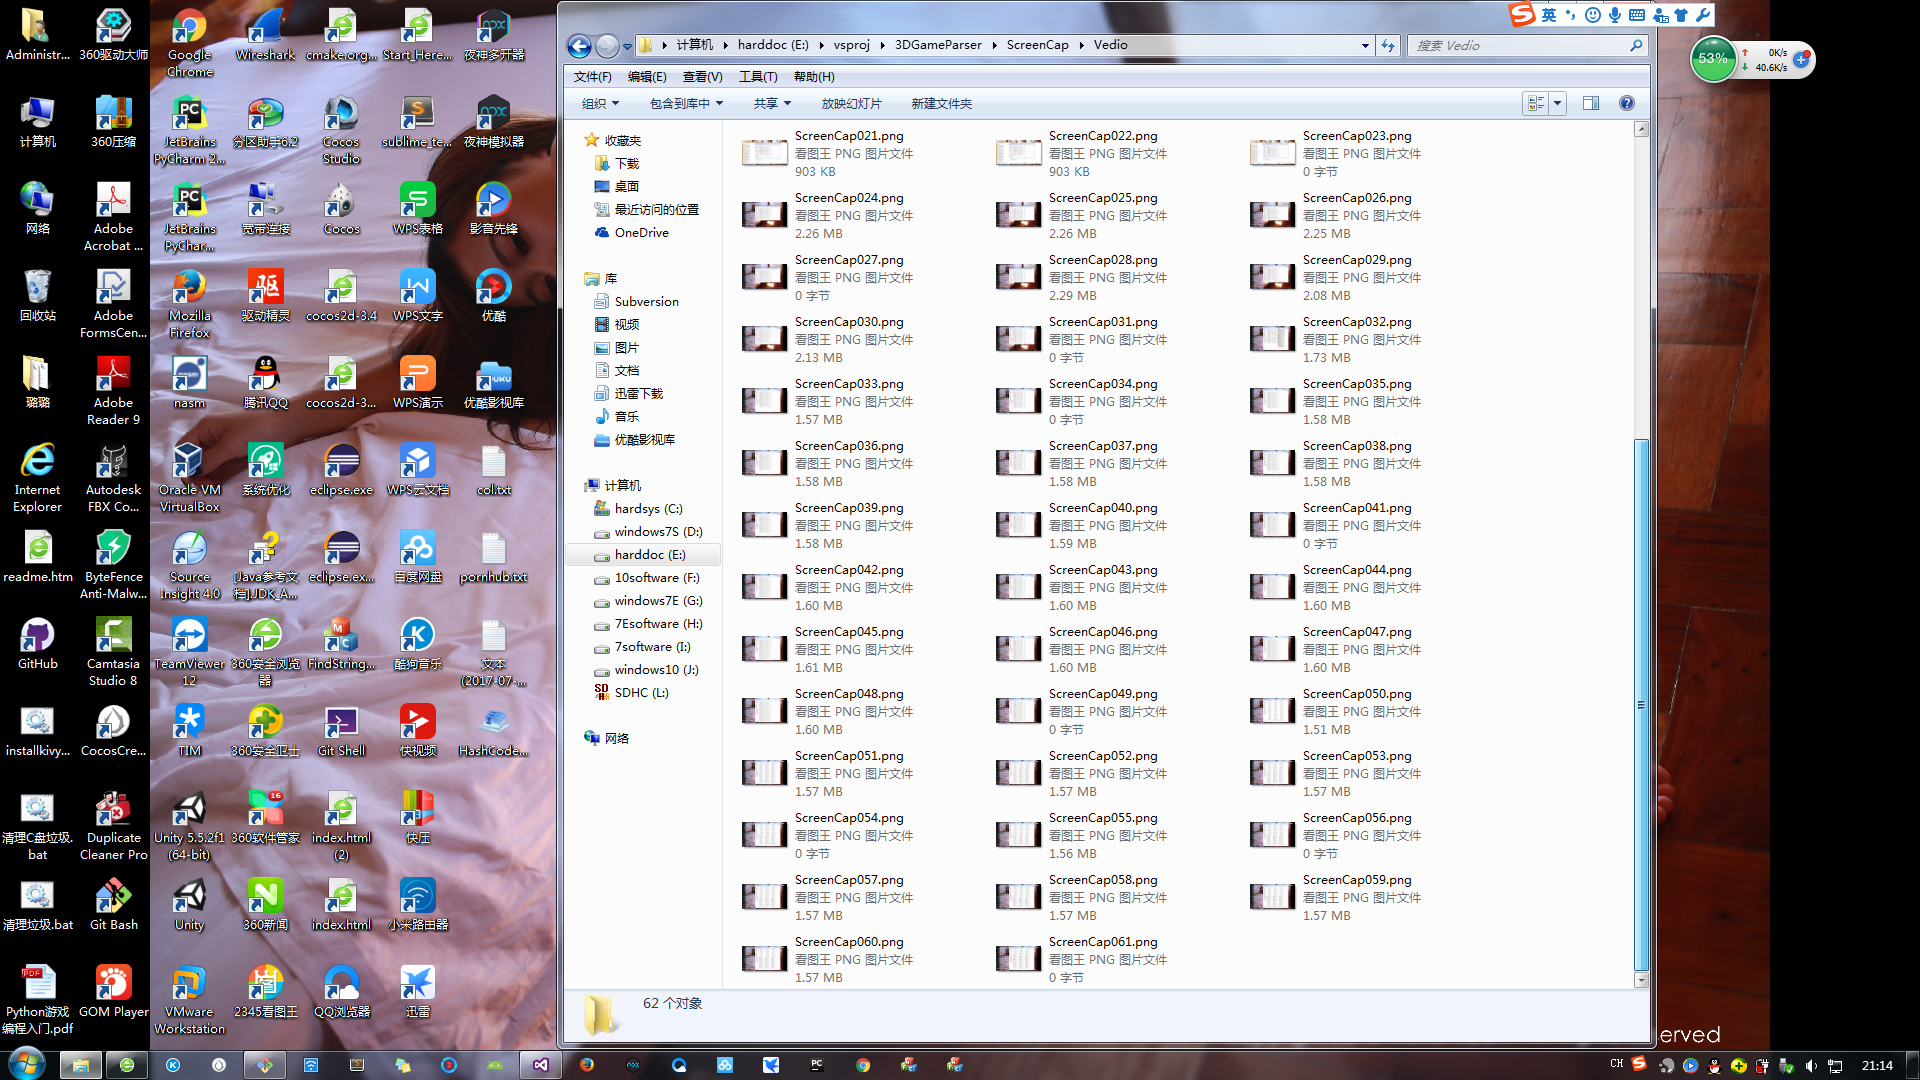 Administr...
360驱动大师
Google Chrome
Wireshark
cmake.org...
Start_Here...
夜神多开器
计算机
360压缩
JetBrains PyCharm 2...
分区助手6.2
Cocos Studio
sublime_te...
夜神模拟器
网络
Adobe Acrobat ...
JetBrains PyChar...
宽带连接
Cocos
WPS表格
影音先锋
回收站
Adobe FormsCen...
Mozilla Firefox
驱动精灵
cocos2d-3.4
WPS文字
优酷
璐璐
Adobe Reader 9
nasm
腾讯QQ
cocos2d-3...
WPS演示
优酷影视库
Internet Explorer
Autodesk FBX Co...
Oracle VM VirtualBox
系统优化
eclipse.exe
WPS云文档
col.txt
readme.htm
ByteFence Anti-Malw...
Source Insight 4.0
[Java参考文档].JDK_A...
eclipse.ex...
百度网盘
pornhub.txt
GitHub
Camtasia Studio 8
TeamViewer 12
360安全浏览器
FindString...
酷狗音乐
文本 (2017-07-...
installkivy...
CocosCre...
TIM
360安全卫士
Git Shell
快视频
HashCode...
清理C盘垃圾.bat
Duplicate Cleaner Pro
Unity 5.5.2f1 (64-bit)
16
360软件管家
index.html (2)
快压
清理垃圾.bat
Git Bash
Unity
360新闻
index.html
小米路由器
Python游戏编程入门.pdf
GOM Player
VMware Workstation
2345看图王
QQ浏览器
迅雷
计算机 harddoc (E:) vsproj 3DGameParser ScreenCap Vedio
搜索 Vedio
文件(F) 编辑(E) 查看(V) 工具(T) 帮助(H)
组织 包含到库中 共享 放映幻灯片 新建文件夹
收藏夹
下载
桌面
最近访问的位置
OneDrive
库
Subversion
视频
图片
文档
迅雷下载
音乐
优酷影视库
计算机
hardsys (C:)
windows7S (D:)
harddoc (E:)
10software (F:)
windows7E (G:)
7Esoftware (H:)
7software (I:)
windows10 (J:)
SDHC (L:)
网络
ScreenCap021.png
看图王 PNG 图片文件
903 KB
ScreenCap022.png
看图王 PNG 图片文件
903 KB
ScreenCap023.png
看图王 PNG 图片文件
0 字节
ScreenCap024.png
看图王 PNG 图片文件
2.26 MB
ScreenCap025.png
看图王 PNG 图片文件
2.26 MB
ScreenCap026.png
看图王 PNG 图片文件
2.25 MB
ScreenCap027.png
看图王 PNG 图片文件
0 字节
ScreenCap028.png
看图王 PNG 图片文件
2.29 MB
ScreenCap029.png
看图王 PNG 图片文件
2.08 MB
ScreenCap030.png
看图王 PNG 图片文件
2.13 MB
ScreenCap031.png
看图王 PNG 图片文件
0 字节
ScreenCap032.png
看图王 PNG 图片文件
1.73 MB
ScreenCap033.png
看图王 PNG 图片文件
1.57 MB
ScreenCap034.png
看图王 PNG 图片文件
0 字节
ScreenCap035.png
看图王 PNG 图片文件
1.58 MB
ScreenCap036.png
看图王 PNG 图片文件
1.58 MB
ScreenCap037.png
看图王 PNG 图片文件
1.58 MB
ScreenCap038.png
看图王 PNG 图片文件
1.58 MB
ScreenCap039.png
看图王 PNG 图片文件
1.58 MB
ScreenCap040.png
看图王 PNG 图片文件
1.59 MB
ScreenCap041.png
看图王 PNG 图片文件
0 字节
ScreenCap042.png
看图王 PNG 图片文件
1.60 MB
ScreenCap043.png
看图王 PNG 图片文件
1.60 MB
ScreenCap044.png
看图王 PNG 图片文件
1.60 MB
ScreenCap045.png
看图王 PNG 图片文件
1.61 MB
ScreenCap046.png
看图王 PNG 图片文件
1.60 MB
ScreenCap047.png
看图王 PNG 图片文件
1.60 MB
ScreenCap048.png
看图王 PNG 图片文件
1.60 MB
ScreenCap049.png
看图王 PNG 图片文件
0 字节
ScreenCap050.png
看图王 PNG 图片文件
1.51 MB
ScreenCap051.png
看图王 PNG 图片文件
1.57 MB
ScreenCap052.png
看图王 PNG 图片文件
1.57 MB
ScreenCap053.png
看图王 PNG 图片文件
1.57 MB
ScreenCap054.png
看图王 PNG 图片文件
0 字节
ScreenCap055.png
看图王 PNG 图片文件
1.56 MB
ScreenCap056.png
看图王 PNG 图片文件
0 字节
ScreenCap057.png
看图王 PNG 图片文件
1.57 MB
ScreenCap058.png
看图王 PNG 图片文件
1.57 MB
ScreenCap059.png
看图王 PNG 图片文件
1.57 MB
ScreenCap060.png
看图王 PNG 图片文件
1.57 MB
ScreenCap061.png
看图王 PNG 图片文件
0 字节
62 个对象
英
53%
0K/s
40.6K/s
erved
CH
21:14